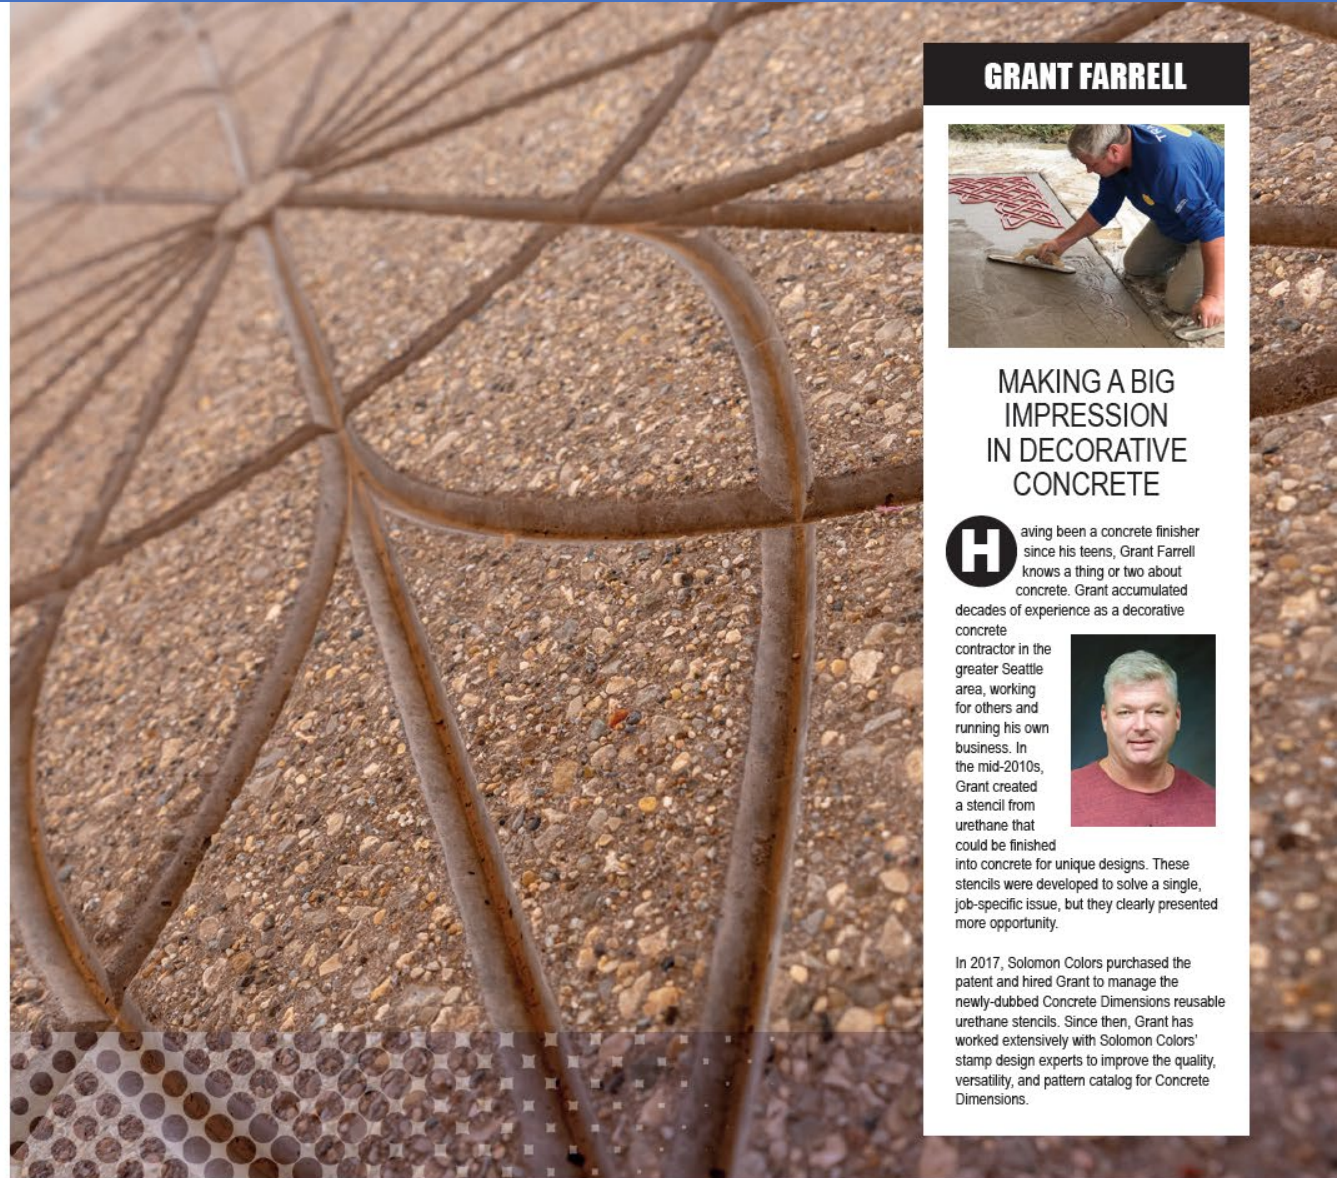 GRANT FARRELL
MAKING A BIG
IMPRESSION
IN DECORATIVE
CONCRETE
Having been a concrete finisher
since his teens, Grant Farrell
knows a thing or two about
concrete. Grant accumulated
decades of experience as a decorative
concrete
contractor in the
greater Seattle
area, working
for others and
running his own
business. In
the mid-2010s,
Grant created
a stencil from
urethane that
could be finished
into concrete for unique designs. These
stencils were developed to solve a single,
job-specific issue, but they clearly presented
more opportunity.
In 2017, Solomon Colors purchased the
patent and hired Grant to manage the
newly-dubbed Concrete Dimensions reusable
urethane stencils. Since then, Grant has
worked extensively with Solomon Colors'
stamp design experts to improve the quality,
versatility, and pattern catalog for Concrete
Dimensions.